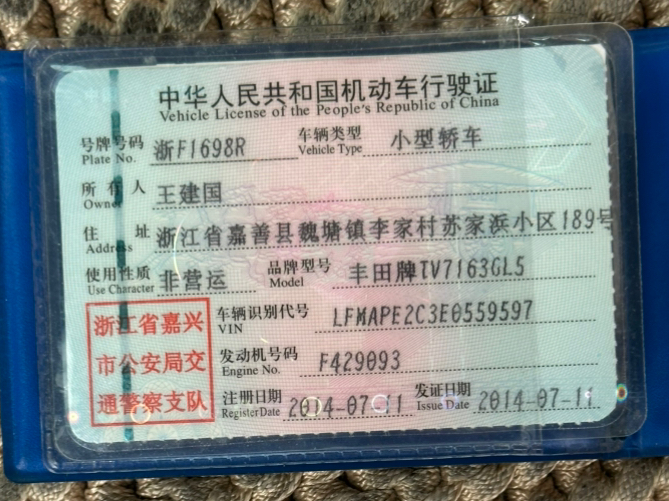 中华人民共和国机动车行驶证
Vehicle License of the People's Republic of China
号牌号码 浙F1698R 车辆类型 小型轿车
Plate No. Vehicle Type
所有人 王建国
Owner
住址 浙江省嘉善县魏塘镇李家村苏家浜小区189号
Address
使用性质 非营运 品牌型号 丰田牌TV7163GL5
Use Character Model
浙江省嘉兴
市公安局交
通警察支队
车辆识别代号 LFMAPE2C3E0559597
VIN
发动机号码 F429093
Engine No.
注册日期 2014-07-11 发证日期 2014-07-11
Register Date Issue Date